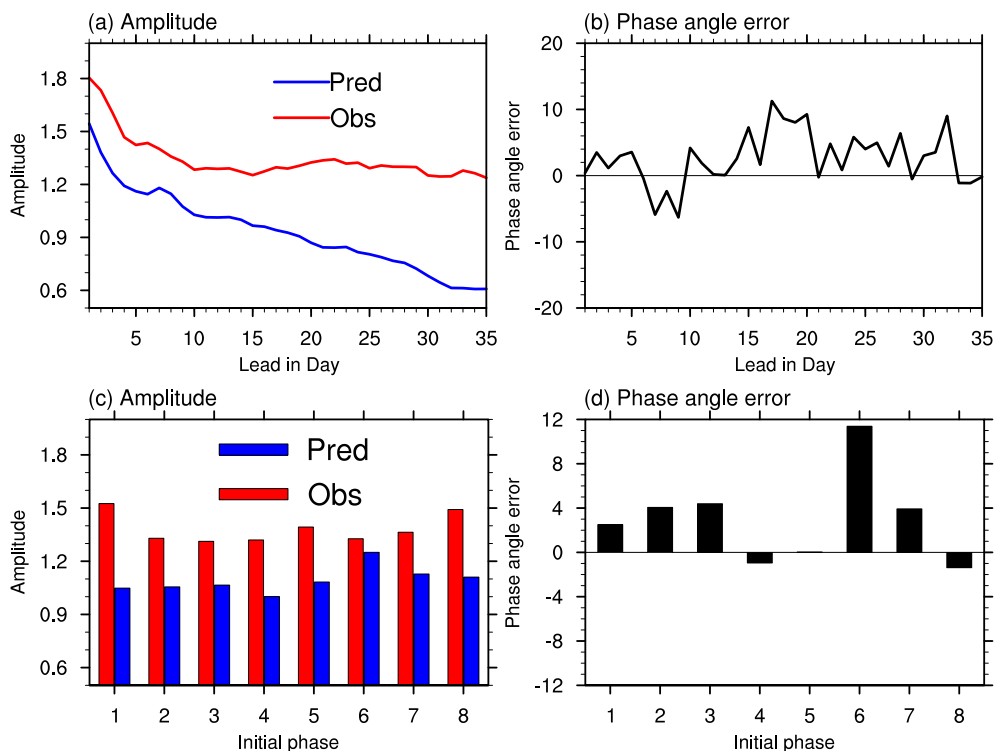 (a) Amplitude
1.8
1.5
1.2
0.9
0.6
Amplitude
Pred
Obs
5 10 15 20 25 30 35
Lead in Day
(b) Phase angle error
20
10
0
-10
-20
Phase angle error
5 10 15 20 25 30 35
Lead in Day
(c) Amplitude
1.8
1.5
1.2
0.9
0.6
Amplitude
Pred
Obs
1 2 3 4 5 6 7 8
Initial phase
(d) Phase angle error
12
8
4
0
-4
-8
-12
Phase angle error
1 2 3 4 5 6 7 8
Initial phase